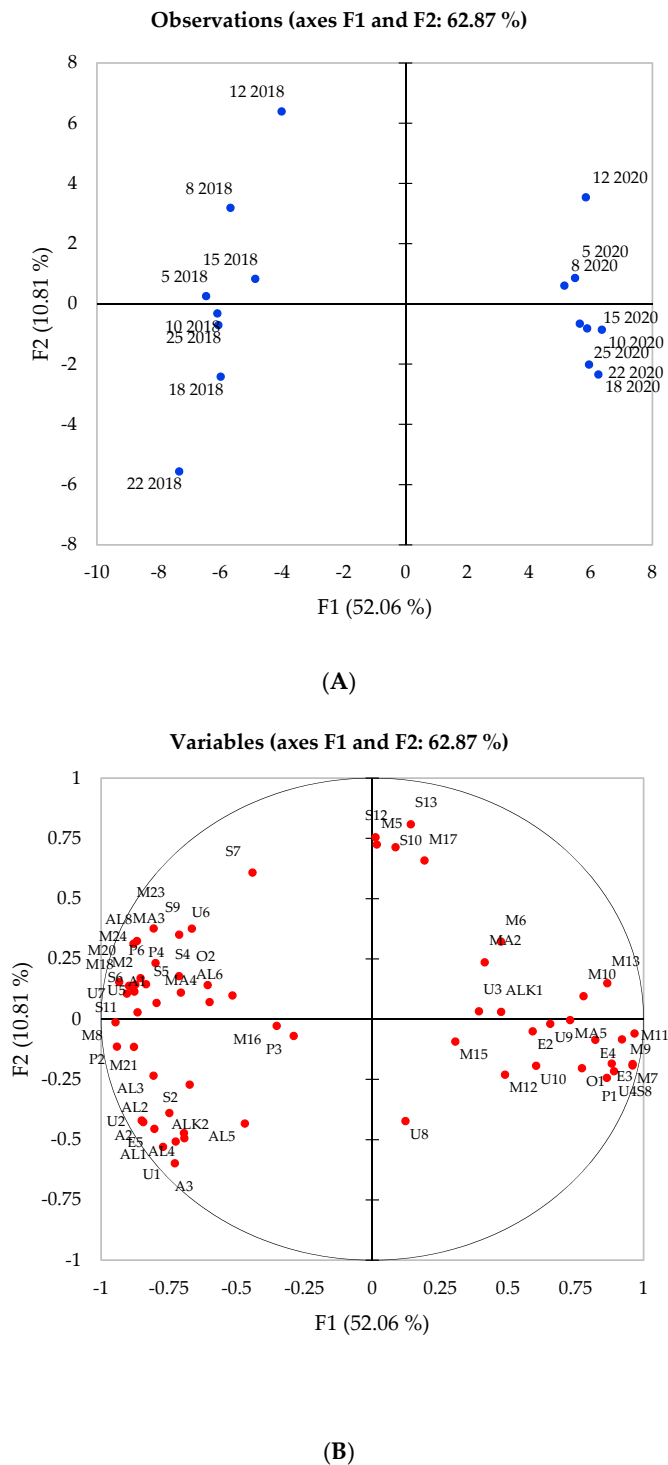 Observations (axes F1 and F2: 62.87 %)
8
12 2018
6
4
12 2020
8 2018
2
5 2020
15 2018
8 2020
5 2018
0
15 2020
10 2018
10 2020
25 2018
25 2020
-2
22 2020
18 2018
18 2020
-4
22 2018
-6
-8
F2 (10.81 %)
-10 -8 -6 -4 -2 0 2 4 6 8
F1 (52.06 %)
(A)
Variables (axes F1 and F2: 62.87 %)
1
S13
S12 M5
0.75
S10 M17
S7
0.5
M23
S9 U6
AL8 MA3
M6
M24
MA2
M20 P6 P4 S4 O2
0.25
M18 M2
M13
S5
M10
S6 A1 MA4 AL6
U7 U5
U3 ALK1
S11
0
M8
M16
U9 MA5 M11
P2
P3
E2
E4 M9
M21
M15
AL3
M12 U10 O1 E3 M7
-0.25
S2
P1 U4S8
AL2
U2
ALK2
A2 E5
AL5
U8
AL1 AL4
-0.5
U1
A3
-0.75
-1
F2 (10.81 %)
-1 -0.75 -0.5 -0.25 0 0.25 0.5 0.75 1
F1 (52.06 %)
(B)